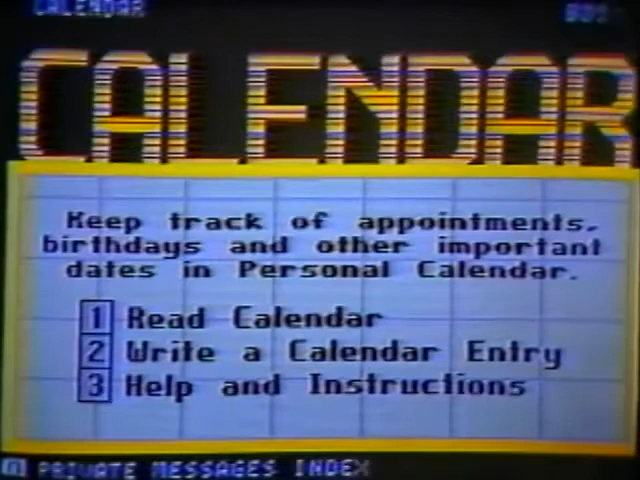 CALENDAR
CALENDAR
Keep track of appointments,
birthdays and other important
dates in Personal Calendar.
1 Read Calendar
2 Write a Calendar Entry
3 Help and Instructions
PRIVATE MESSAGES INDEX